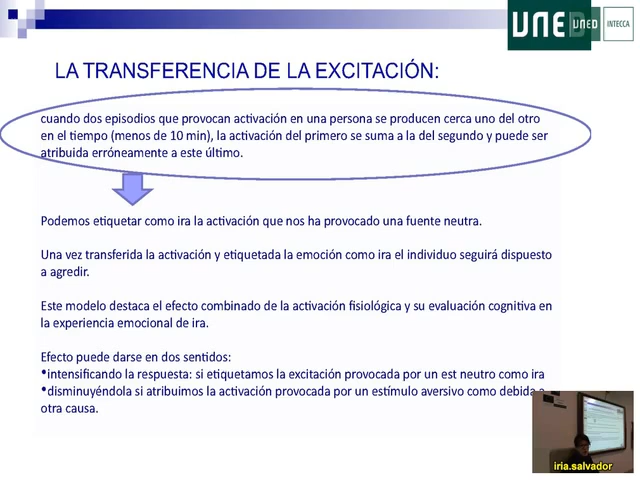 UNED
UNED
INTECCA
LA TRANSFERENCIA DE LA EXCITACIÓN:
cuando dos episodios que provocan activación en una persona se producen cerca uno del otro
en el tiempo (menos de 10 min), la activación del primero se suma a la del segundo y puede ser
atribuida erróneamente a este último.
Podemos etiquetar como ira la activación que nos ha provocado una fuente neutra.
Una vez transferida la activación y etiquetada la emoción como ira el individuo seguirá dispuesto
a agredir.
Este modelo destaca el efecto combinado de la activación fisiológica y su evaluación cognitiva en
la experiencia emocional de ira.
Efecto puede darse en dos sentidos:
•intensificando la respuesta: si etiquetamos la excitación provocada por un est neutro como ira
•disminuyéndola si atribuimos la activación provocada por un estímulo aversivo como debida a
otra causa.
iria.salvador